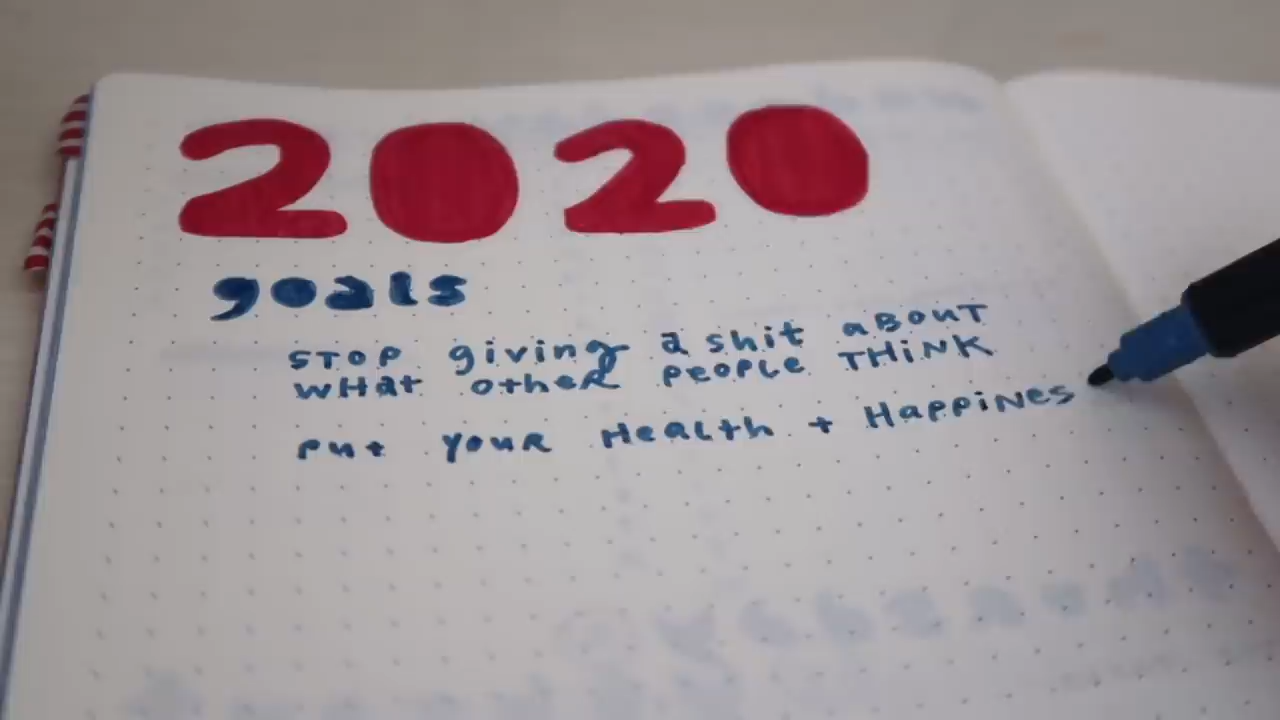 2020
goals
STOP giving a shit aBOUT
WHat otHeR PEOPLE THiNK
Put YouR HeaLth + HappiNes